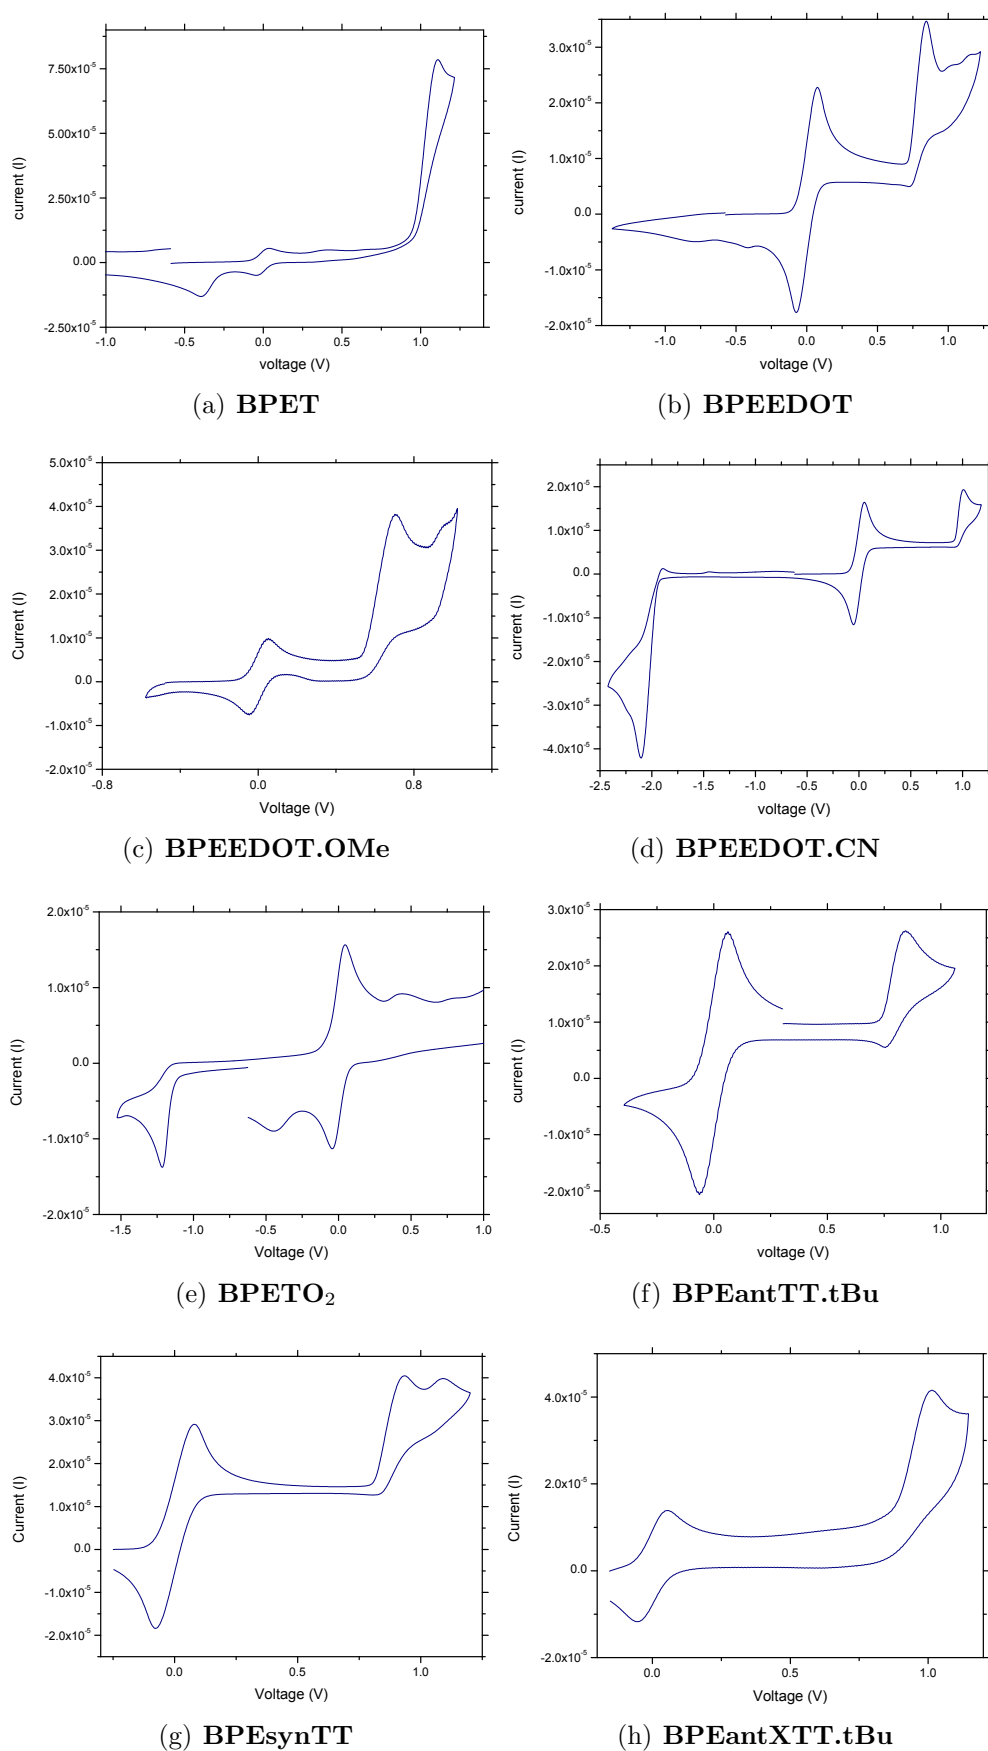 7.50x10-5
5.00x10-5
2.50x10-5
0.00
-2.50x10-5
current (I)
-1.0
-0.5
0.0
0.5
1.0
voltage (V)
(a) BPET
3.0x10-5
2.0x10-5
1.0x10-5
0.0
-1.0x10-5
-2.0x10-5
current (I)
-1.0
-0.5
0.0
0.5
1.0
voltage (V)
(b) BPEEDOT
5.0x10-5
4.0x10-5
3.0x10-5
2.0x10-5
1.0x10-5
0.0
-1.0x10-5
-2.0x10-5
Current (I)
-0.8
0.0
0.8
Voltage (V)
(c) BPEEDOT.OMe
2.0x10-5
1.0x10-5
0.0
-1.0x10-5
-2.0x10-5
-3.0x10-5
-4.0x10-5
current (I)
-2.5
-2.0
-1.5
-1.0
-0.5
0.0
0.5
1.0
voltage (V)
(d) BPEEDOT.CN
2.0x10-5
1.0x10-5
0.0
-1.0x10-5
-2.0x10-5
Current (I)
-1.5
-1.0
-0.5
0.0
0.5
1.0
Voltage (V)
(e) BPETO2
3.0x10-5
2.0x10-5
1.0x10-5
0.0
-1.0x10-5
-2.0x10-5
current (I)
-0.5
0.0
0.5
1.0
voltage (V)
(f) BPEantTT.tBu
4.0x10-5
3.0x10-5
2.0x10-5
1.0x10-5
0.0
-1.0x10-5
-2.0x10-5
Current (I)
0.0
0.5
1.0
Voltage (V)
(g) BPEsynTT
4.0x10-5
2.0x10-5
0.0
-2.0x10-5
Current (I)
0.0
0.5
1.0
Voltage (V)
(h) BPEantXTT.tBu